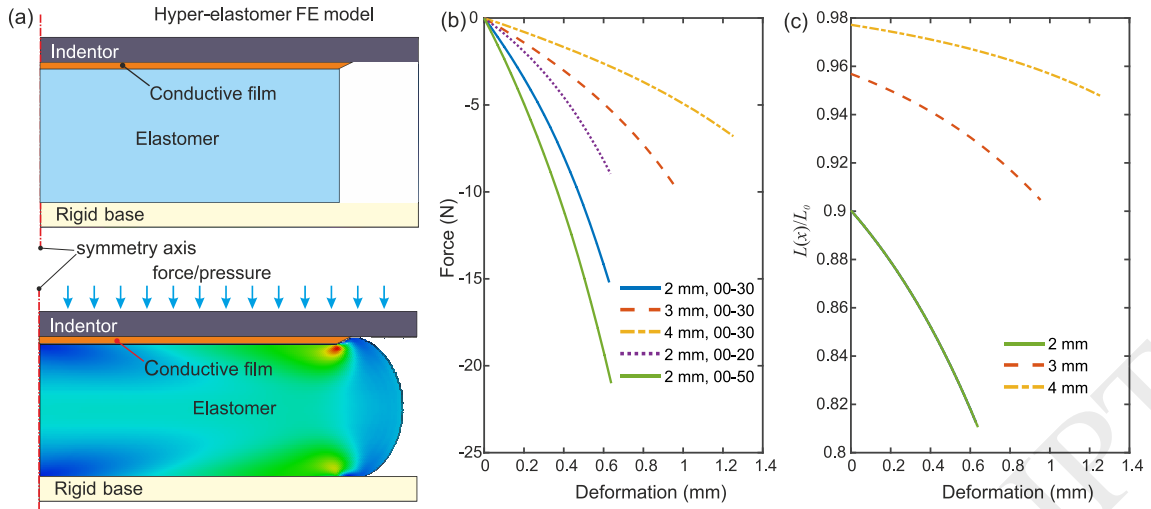 (a)
Hyper-elastomer FE model
Indentor
Conductive film
Elastomer
Rigid base
symmetry axis
force/pressure
Indentor
Conductive film
Elastomer
Rigid base
(b)
0
-5
-10
-15
-20
-25
Force (N)
2 mm, 00-30
3 mm, 00-30
4 mm, 00-30
2 mm, 00-20
2 mm, 00-50
0 0.2 0.4 0.6 0.8 1 1.2 1.4
Deformation (mm)
(c)
0.98
0.96
0.94
0.92
0.9
0.88
0.86
0.84
0.82
0.8
L(x)/L0
2 mm
3 mm
4 mm
0 0.2 0.4 0.6 0.8 1 1.2 1.4
Deformation (mm)